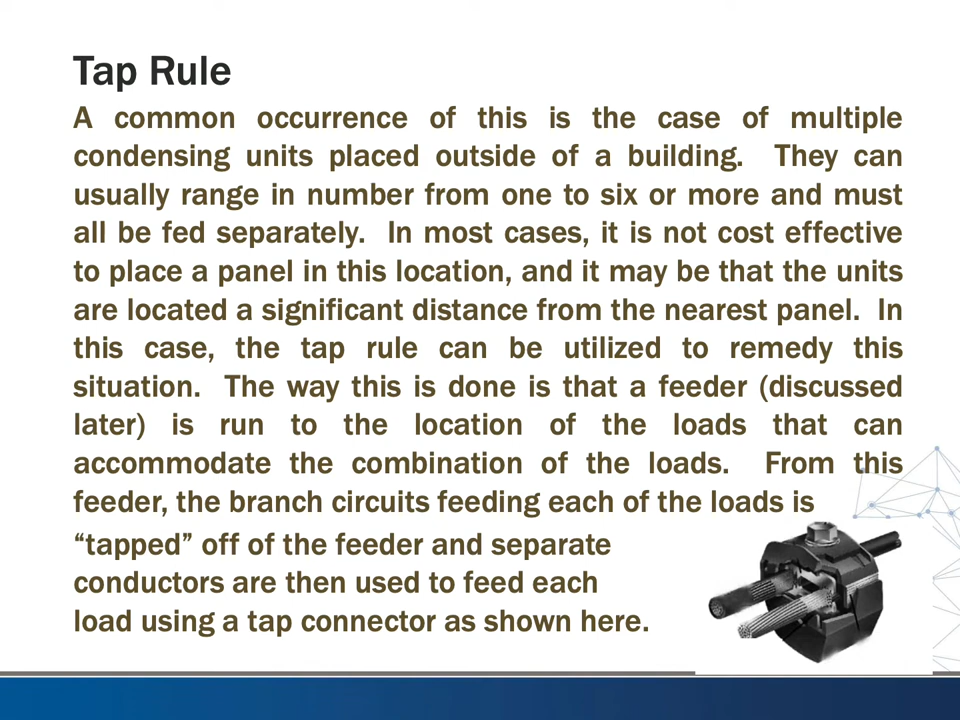 Tap Rule
A common occurrence of this is the case of multiple
condensing units placed outside of a building. They can
usually range in number from one to six or more and must
all be fed separately. In most cases, it is not cost effective
to place a panel in this location, and it may be that the units
are located a significant distance from the nearest panel. In
this case, the tap rule can be utilized to remedy this
situation. The way this is done is that a feeder (discussed
later) is run to the location of the loads that can
accommodate the combination of the loads. From this
feeder, the branch circuits feeding each of the loads is
“tapped” off of the feeder and separate
conductors are then used to feed each
load using a tap connector as shown here.